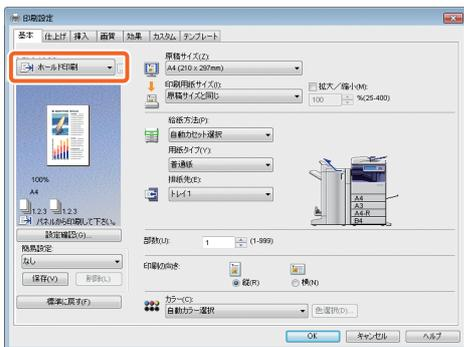 印刷設定
基本 仕上げ 挿入 画質 効果 カスタム テンプレート
ホールド印刷
100%
A4
1.2.3 1.2.3
パネルから印刷して下さい。
設定確認(G)...
簡易設定:
なし
保存(V) 削除(L)
標準に戻す(F)
原稿サイズ(Z):
A4 (210 x 297mm)
印刷用紙サイズ(I):
原稿サイズと同じ
拡大/縮小(M):
100 %(25-400)
給紙方法(P):
自動カセット選択
用紙タイプ(Y):
普通紙
排紙先(E):
トレイ1
A4
A3
A4-R
B4
部数(U): 1 (1-999)
印刷の向き:
縦(R) 横(N)
カラー(C):
自動カラー選択 色選択(D)...
OK キャンセル ヘルプ